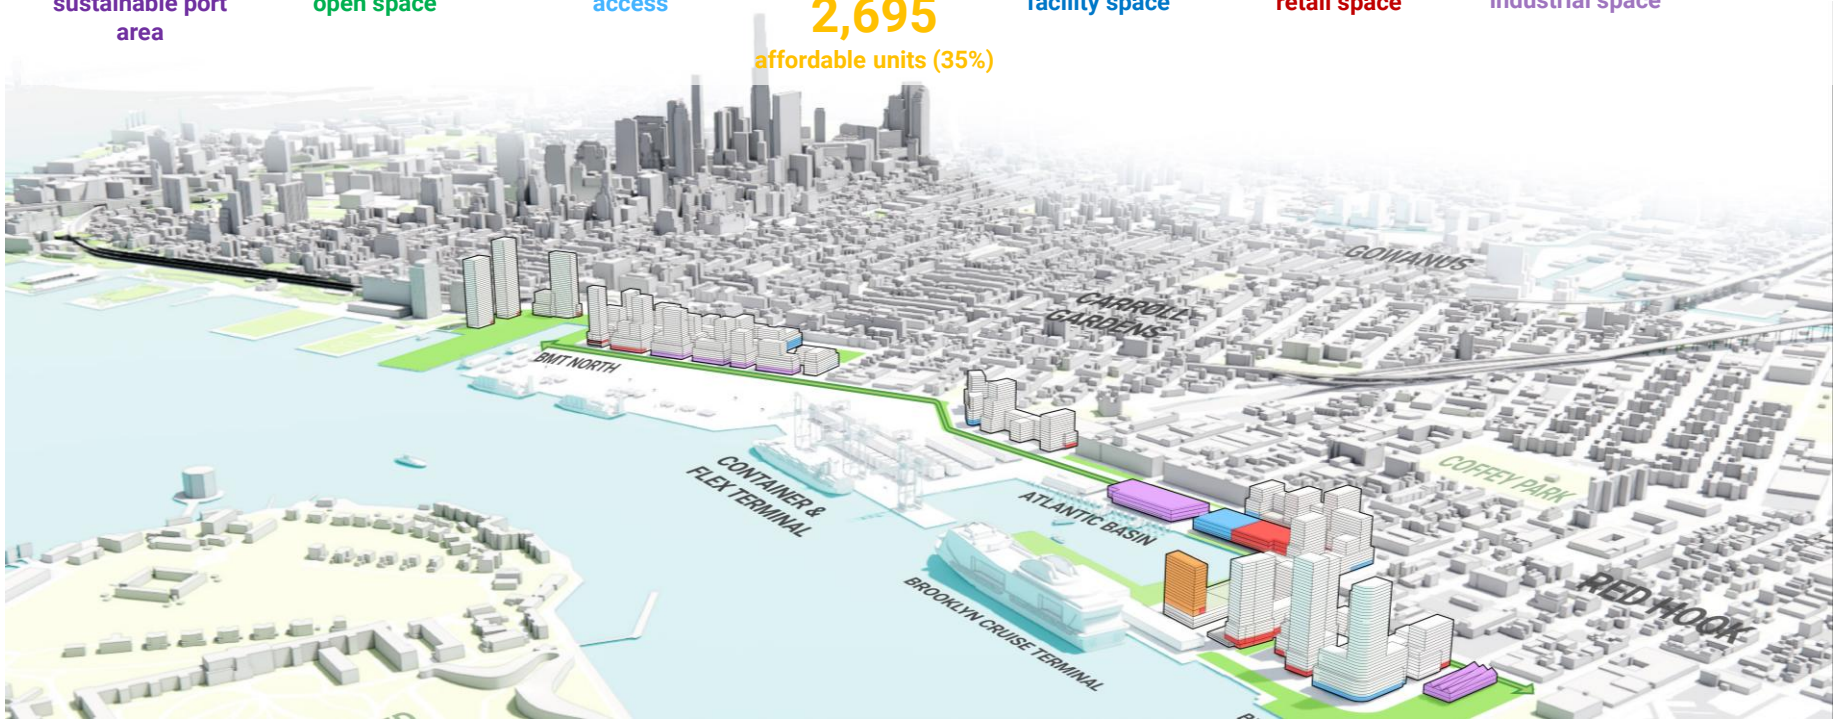 sustainable port
area
open space
access
2,695
affordable units (35%)
facility space
retail space
industrial space
GOWANUS
CARROLL
GARDENS
BMT NORTH
COFFEY PARK
CONTAINER &
FLEX TERMINAL
ATLANTIC BASIN
BROOKLYN CRUISE TERMINAL
RED HOOK